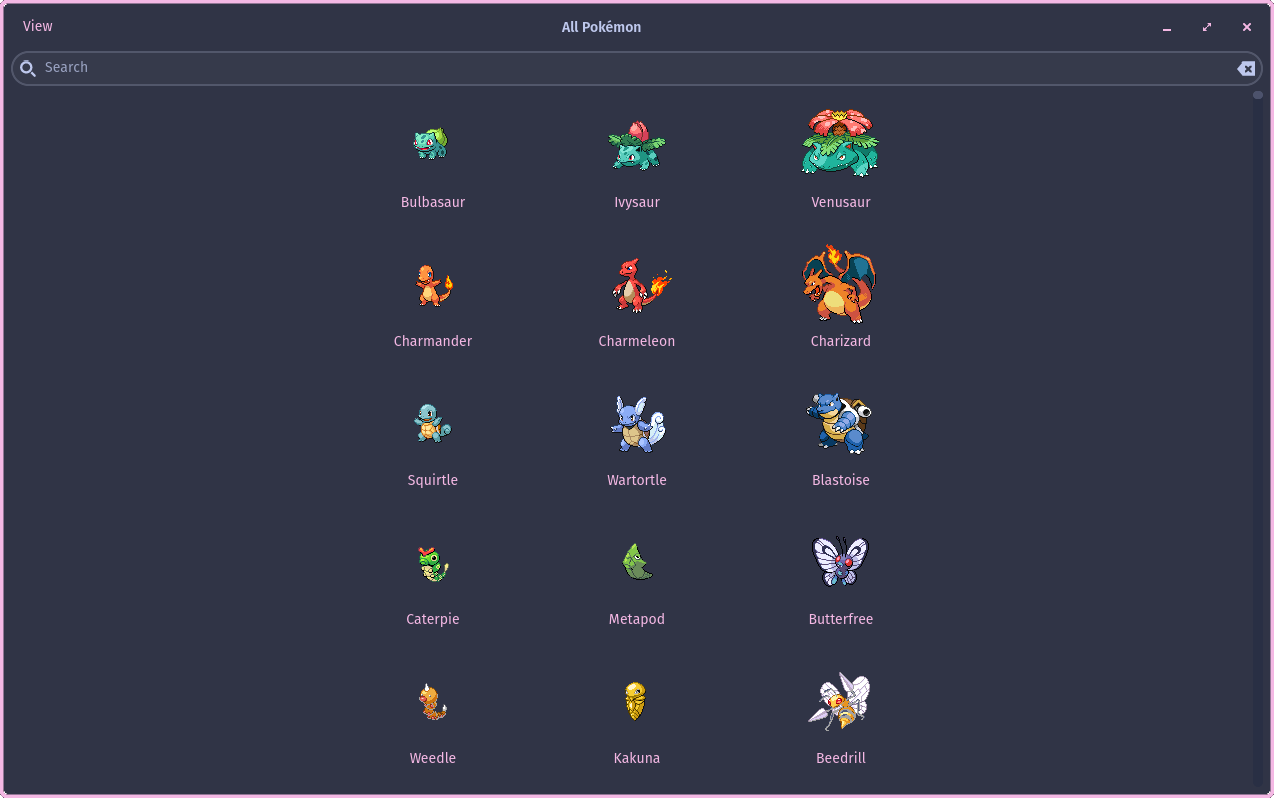 View
All Pokémon
Search
Bulbasaur
Ivysaur
Venusaur
Charmander
Charmeleon
Charizard
Squirtle
Wartortle
Blastoise
Caterpie
Metapod
Butterfree
Weedle
Kakuna
Beedrill